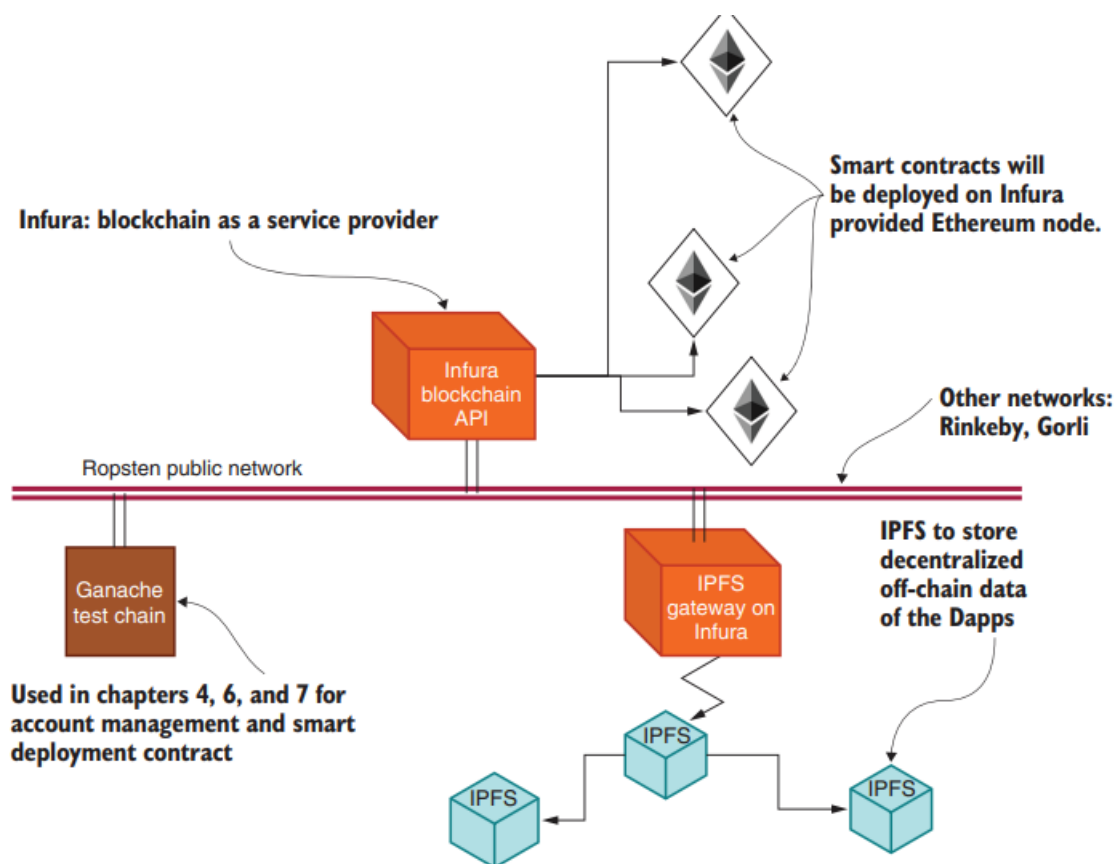 Smart contracts will
be deployed on Infura
provided Ethereum node.
Infura: blockchain as a service provider
Infura
blockchain
API
Other networks:
Rinkeby, Gorli
Ropsten public network
IPFS to store
decentralized
off-chain data
of the Dapps
Ganache
test chain
IPFS
gateway on
Infura
Used in chapters 4, 6, and 7 for
account management and smart
deployment contract
IPFS
IPFS
IPFS